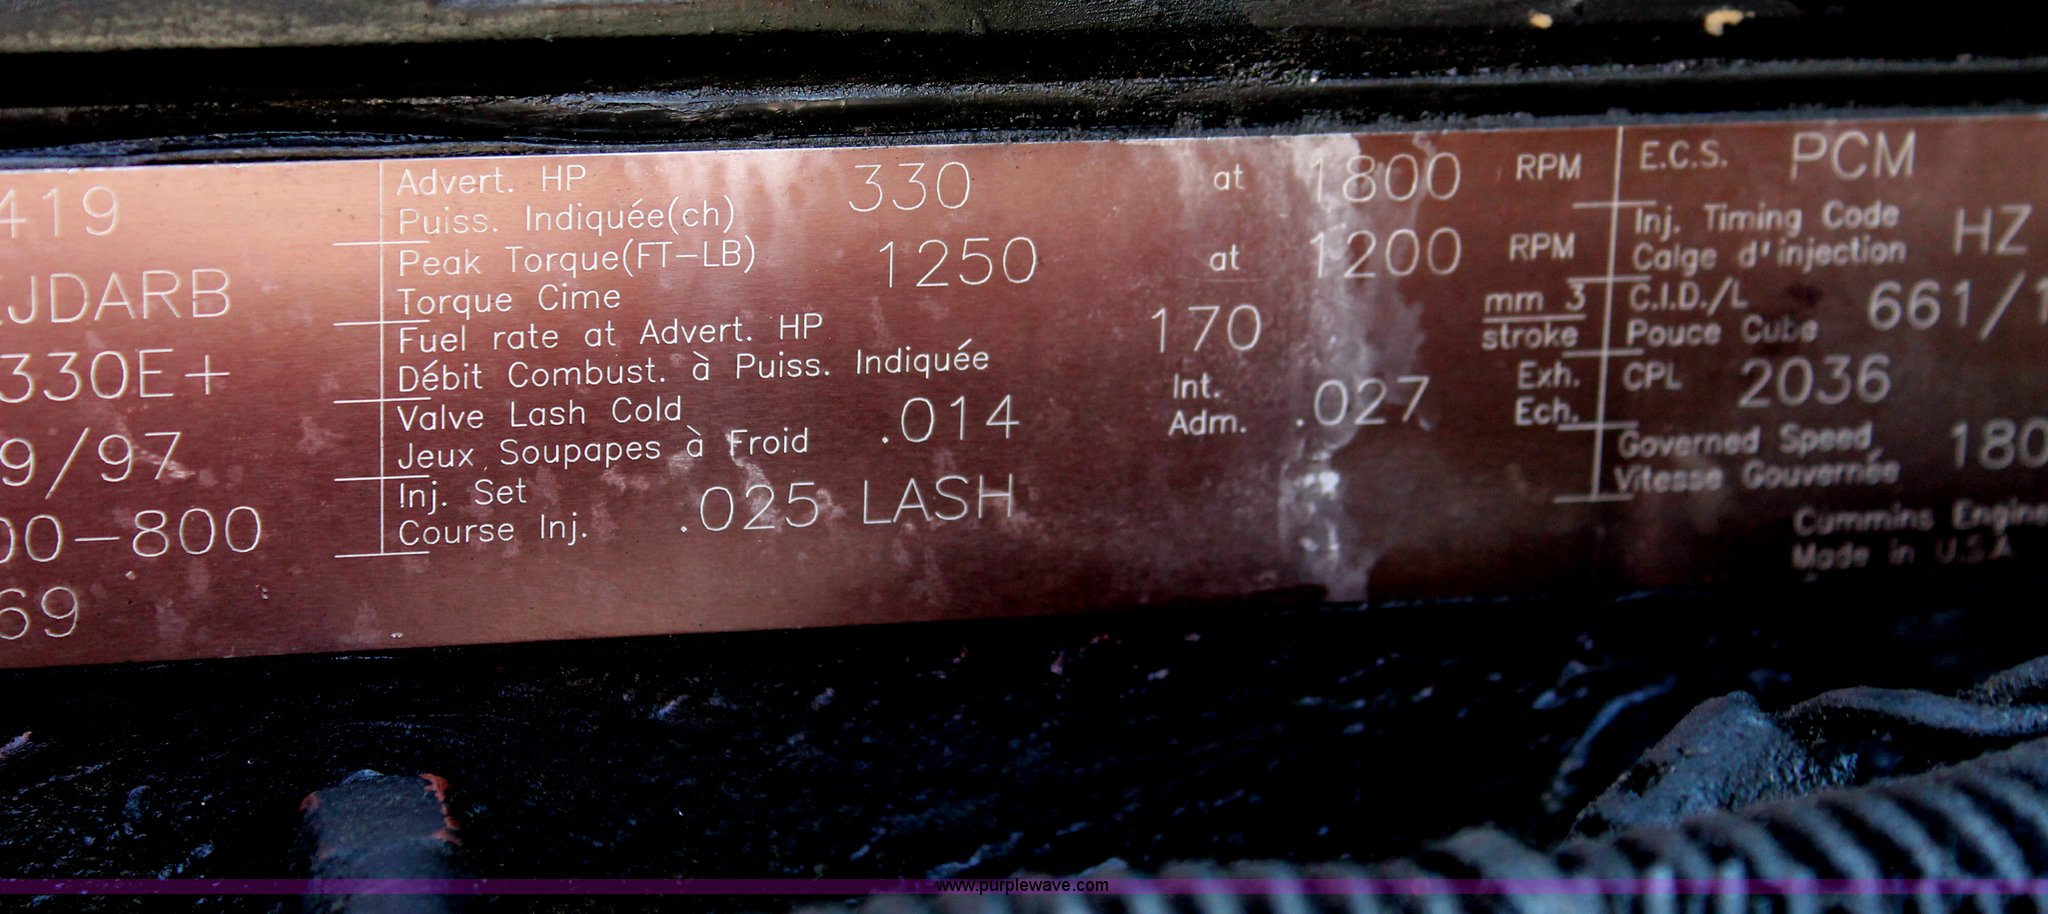 419
JDARB
330E+
9/97
00-800
69
Advert. HP 330 at 1800 RPM
Puiss. Indiquée(ch)
Peak Torque(FT-LB) 1250 at 1200 RPM
Torque Cime
Fuel rate at Advert. HP 170 mm 3
Débit Combust. à Puiss. Indiquée stroke
Valve Lash Cold .014 Int. .027 Exh.
Jeux Soupapes à Froid Adm. Ech.
Inj. Set .025 LASH
Course Inj.
E.C.S. PCM
Inj. Timing Code HZ
Calge d'injection
C.I.D./L 661/1
Pouce Cube
CPL 2036
Governed Speed 180
Vitesse Gouvernée
Cummins Engine
Made in U.S.A
www.purplewave.com